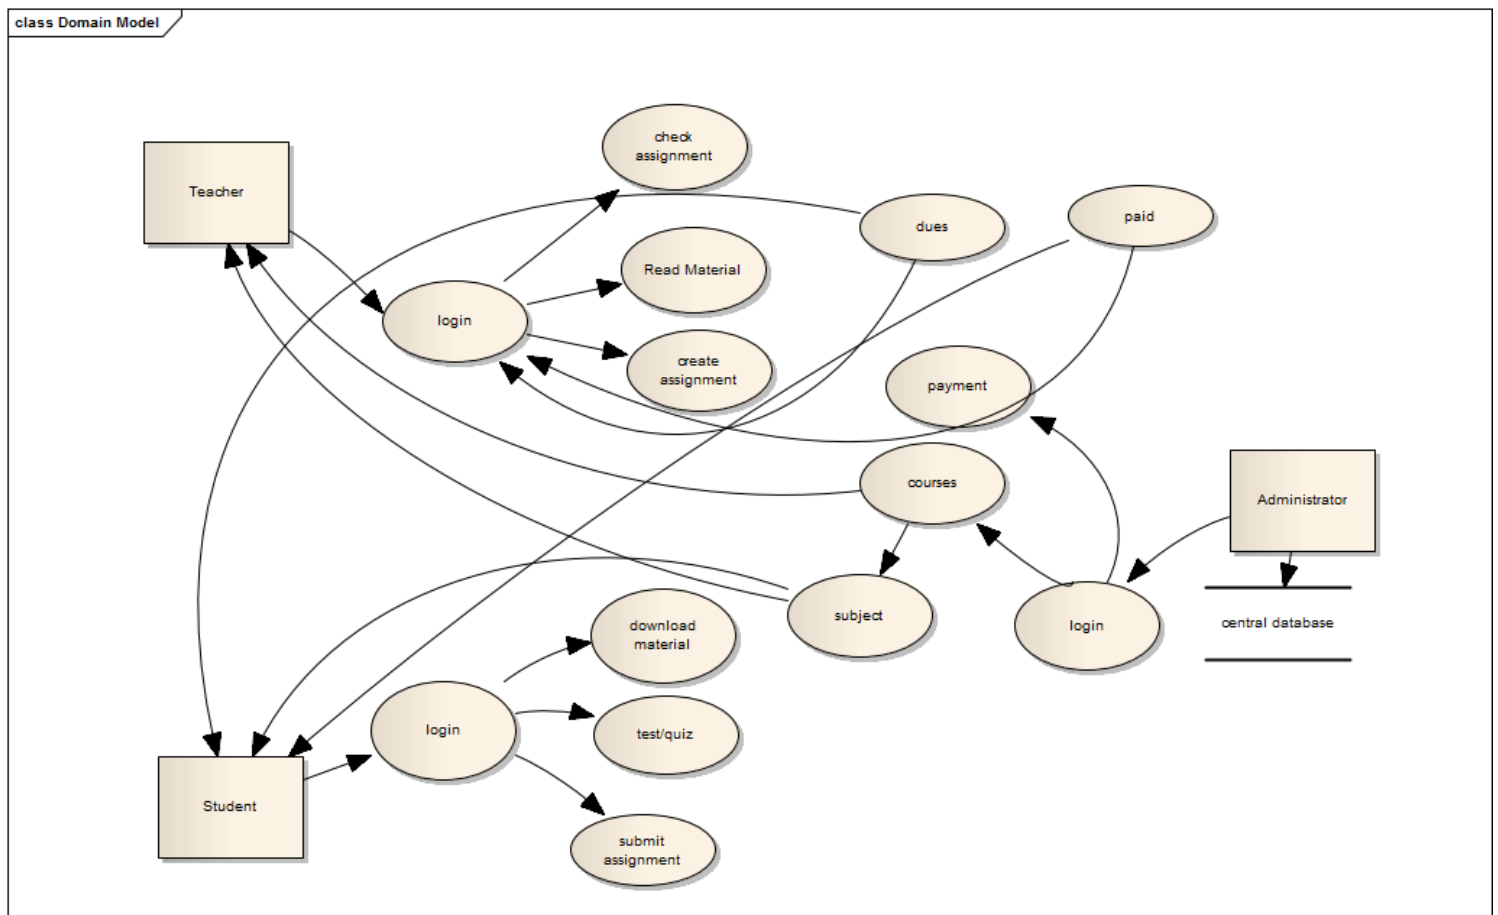 class Domain Model
check
assignment
Teacher
paid
dues
Read Material
login
create
assignment
payment
courses
Administrator
subject
download
material
central database
login
login
test/quiz
Student
submit
assignment